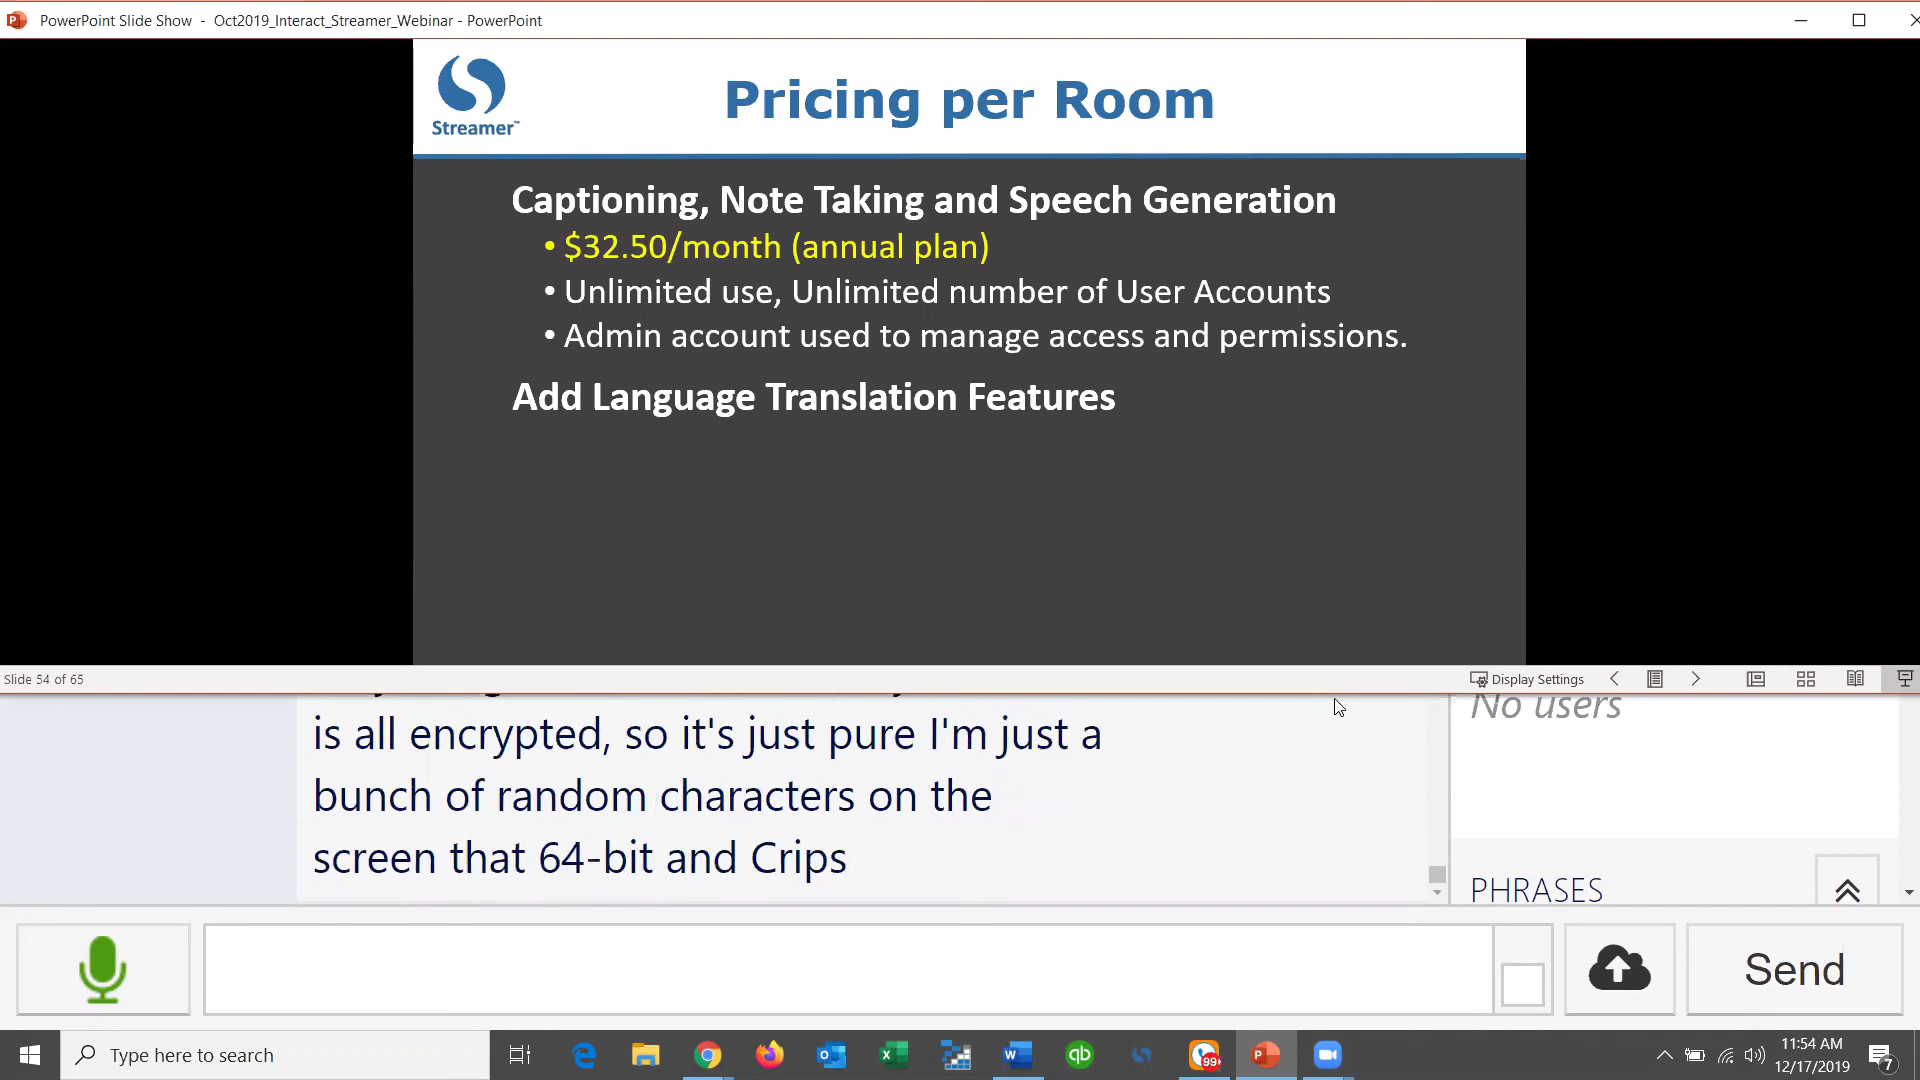 PowerPoint Slide Show - Oct2019_Interact_Streamer_Webinar - PowerPoint
Streamer™
Pricing per Room
Captioning, Note Taking and Speech Generation
• $32.50/month (annual plan)
• Unlimited use, Unlimited number of User Accounts
• Admin account used to manage access and permissions.
Add Language Translation Features
Slide 54 of 65
Display Settings
No users
is all encrypted, so it's just pure I'm just a
bunch of random characters on the
screen that 64-bit and Crips
PHRASES
Send
Type here to search
99+
11:54 AM
12/17/2019
7